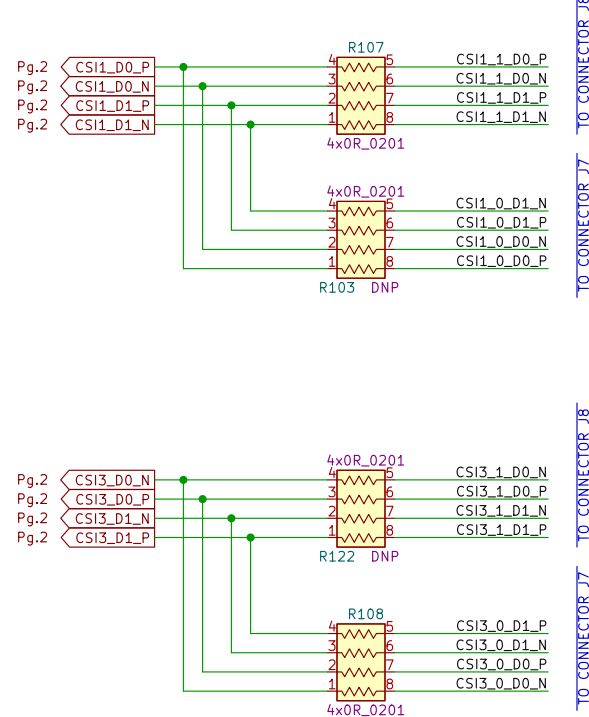 R107
Pg.2 CSI1_D0_P 4 5 CSI1_1_D0_P
Pg.2 CSI1_D0_N 3 6 CSI1_1_D0_N
Pg.2 CSI1_D1_P 2 7 CSI1_1_D1_P
Pg.2 CSI1_D1_N 1 8 CSI1_1_D1_N
4x0R_0201
TO CONNECTOR J8
4x0R_0201
4 5 CSI1_0_D1_N
3 6 CSI1_0_D1_P
2 7 CSI1_0_D0_N
1 8 CSI1_0_D0_P
R103 DNP
TO CONNECTOR J7
4x0R_0201
Pg.2 CSI3_D0_N 4 5 CSI3_1_D0_N
Pg.2 CSI3_D0_P 3 6 CSI3_1_D0_P
Pg.2 CSI3_D1_N 2 7 CSI3_1_D1_N
Pg.2 CSI3_D1_P 1 8 CSI3_1_D1_P
R122 DNP
TO CONNECTOR J8
R108
4 5 CSI3_0_D1_P
3 6 CSI3_0_D1_N
2 7 CSI3_0_D0_P
1 8 CSI3_0_D0_N
4x0R_0201
TO CONNECTOR J7